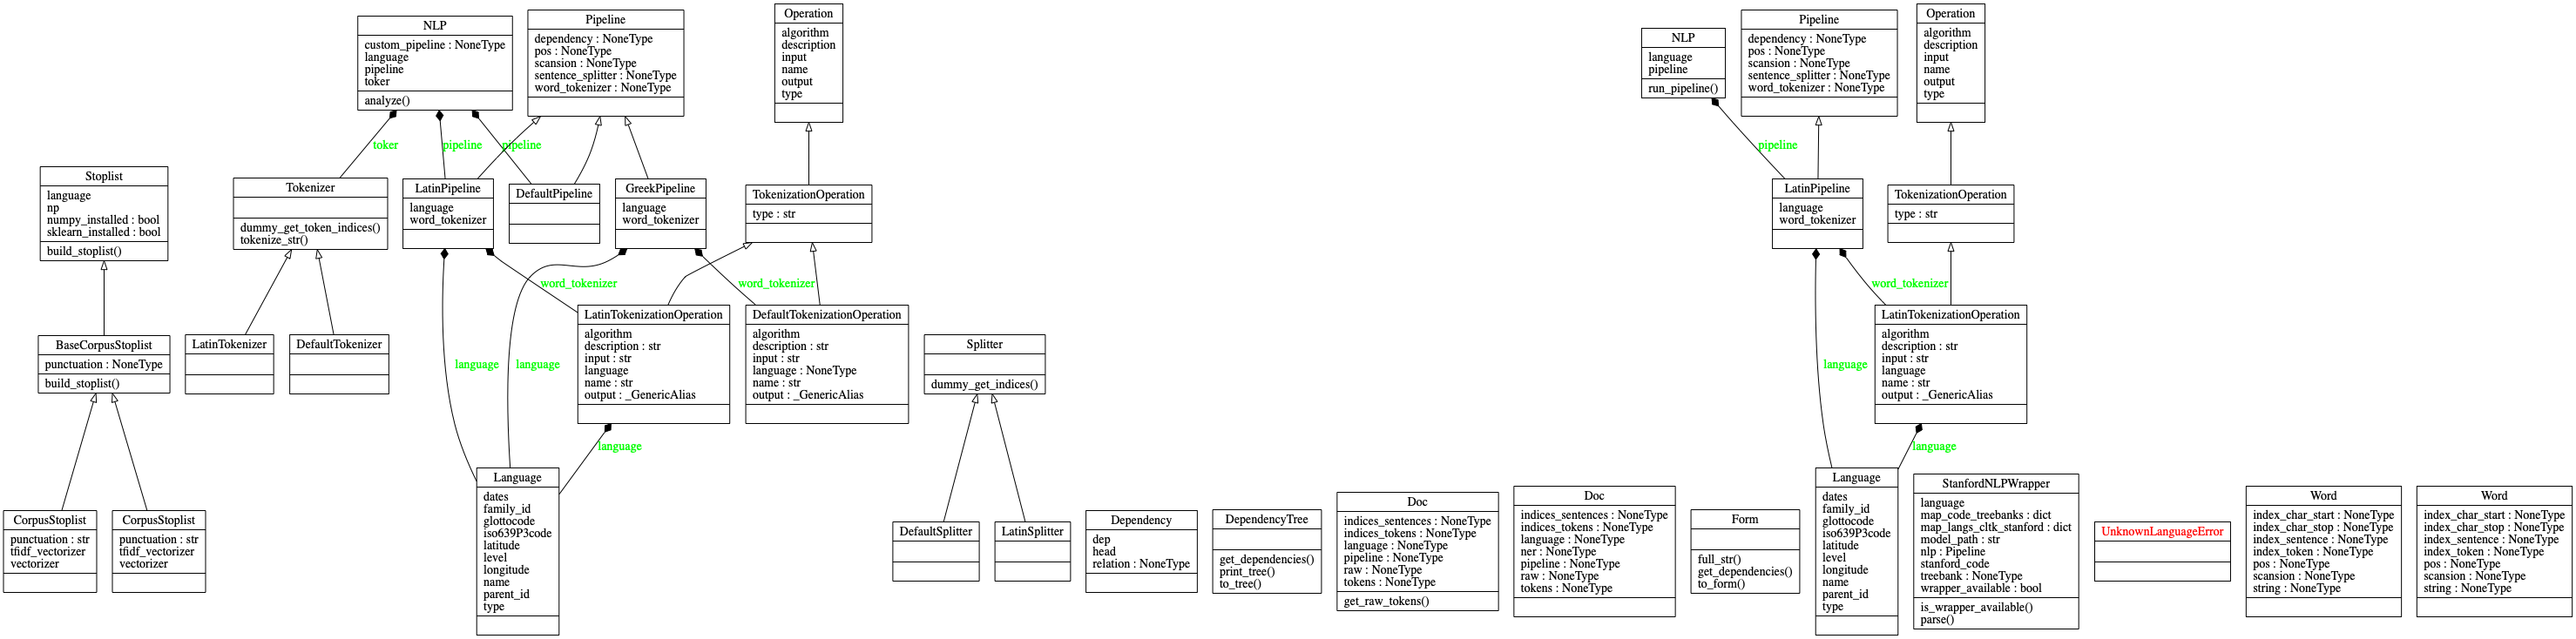 NLP
custom_pipeline : NoneType
language
pipeline
toker
analyze()
Pipeline
dependency : NoneType
pos : NoneType
scansion : NoneType
sentence_splitter : NoneType
word_tokenizer : NoneType
Operation
algorithm
description
input
name
output
type
NLP
language
pipeline
run_pipeline()
Pipeline
dependency : NoneType
pos : NoneType
scansion : NoneType
sentence_splitter : NoneType
word_tokenizer : NoneType
Operation
algorithm
description
input
name
output
type
toker
pipeline
pipeline
pipeline
Stoplist
language
np
numpy_installed : bool
sklearn_installed : bool
build_stoplist()
Tokenizer
dummy_get_token_indices()
tokenize_str()
LatinPipeline
language
word_tokenizer
DefaultPipeline
GreekPipeline
language
word_tokenizer
TokenizationOperation
type : str
LatinPipeline
language
word_tokenizer
TokenizationOperation
type : str
word_tokenizer
word_tokenizer
word_tokenizer
BaseCorpusStoplist
punctuation : NoneType
build_stoplist()
LatinTokenizer
DefaultTokenizer
language
language
LatinTokenizationOperation
algorithm
description : str
input : str
language
name : str
output : _GenericAlias
DefaultTokenizationOperation
algorithm
description : str
input : str
language : NoneType
name : str
output : _GenericAlias
Splitter
dummy_get_indices()
language
LatinTokenizationOperation
algorithm
description : str
input : str
language
name : str
output : _GenericAlias
language
language
CorpusStoplist
punctuation : str
tfidf_vectorizer
vectorizer
CorpusStoplist
punctuation : str
tfidf_vectorizer
vectorizer
Language
dates
family_id
glottocode
iso639P3code
latitude
level
longitude
name
parent_id
type
DefaultSplitter
LatinSplitter
Dependency
dep
head
relation : NoneType
DependencyTree
get_dependencies()
print_tree()
to_tree()
Doc
indices_sentences : NoneType
indices_tokens : NoneType
language : NoneType
pipeline : NoneType
raw : NoneType
tokens : NoneType
get_raw_tokens()
Doc
indices_sentences : NoneType
indices_tokens : NoneType
language : NoneType
ner : NoneType
pipeline : NoneType
raw : NoneType
tokens : NoneType
Form
full_str()
get_dependencies()
to_form()
Language
dates
family_id
glottocode
iso639P3code
latitude
level
longitude
name
parent_id
type
StanfordNLPWrapper
language
map_code_treebanks : dict
map_langs_cltk_stanford : dict
model_path : str
nlp : Pipeline
stanford_code
treebank : NoneType
wrapper_available : bool
is_wrapper_available()
parse()
UnknownLanguageError
Word
index_char_start : NoneType
index_char_stop : NoneType
index_sentence : NoneType
index_token : NoneType
pos : NoneType
scansion : NoneType
string : NoneType
Word
index_char_start : NoneType
index_char_stop : NoneType
index_sentence : NoneType
index_token : NoneType
pos : NoneType
scansion : NoneType
string : NoneType